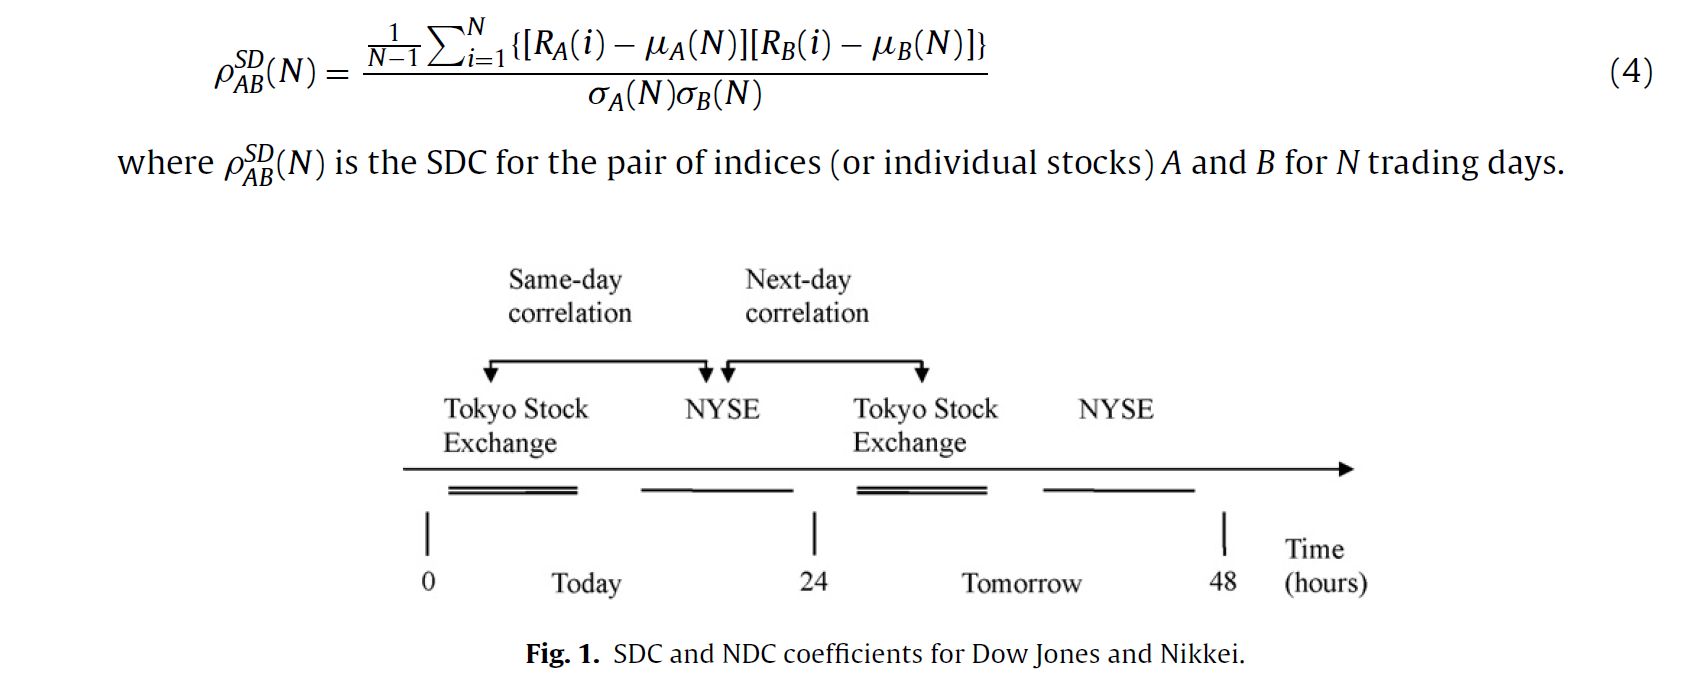 ρ^{SD}_{AB}(N) = \frac{\frac{1}{N−1} \sum_{i=1}^{N} {[R_A(i) − μ_A(N)][R_B(i) − μ_B(N)]}}{σ_A(N)σ_B(N)} (4)
where ρ^{SD}_{AB}(N) is the SDC for the pair of indices (or individual stocks) A and B for N trading days.
Same-day correlation
Next-day correlation
Tokyo Stock Exchange
NYSE
Tokyo Stock Exchange
NYSE
0
Today
24
Tomorrow
48
Time (hours)
Fig. 1. SDC and NDC coefficients for Dow Jones and Nikkei.